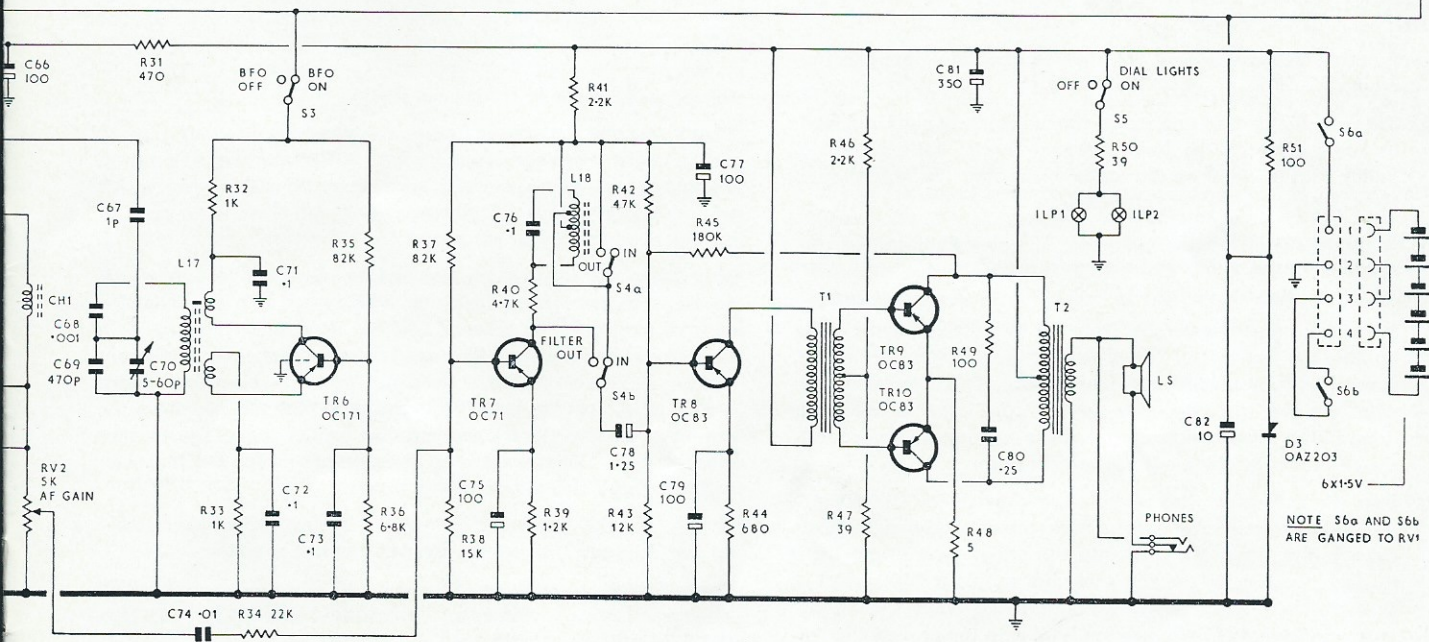 C66
100
R31
470
BFO
OFF
BFO
ON
S3
R41
2·2K
C81
350
DIAL LIGHTS
OFF
ON
S5
R50
39
ILP1
ILP2
R46
2·2K
R51
100
S6a
C67
1p
R32
1K
L17
C71
·1
R35
82K
R37
82K
C76
·1
L18
OUT
IN
S4a
R42
47K
C77
100
R45
180K
CH1
C68
·001
C69
470P
C70
5-60p
TR6
OC171
R40
4·7K
FILTER
OUT
IN
S4b
TR7
OC71
TR8
OC83
C78
1·25
T1
TR9
OC83
TR10
OC83
R49
100
C80
·25
T2
LS
1
2
3
4
S6b
6x1·5V
C82
10
D3
OAZ203
RV2
5K
AF GAIN
R33
1K
C72
·1
C73
·1
R36
6·8K
C75
100
R38
15K
R39
1·2K
R43
12K
C79
100
R44
680
R47
39
R48
5
PHONES
NOTE S6a AND S6b
ARE GANGED TO RV1
C74 ·01
R34 22K